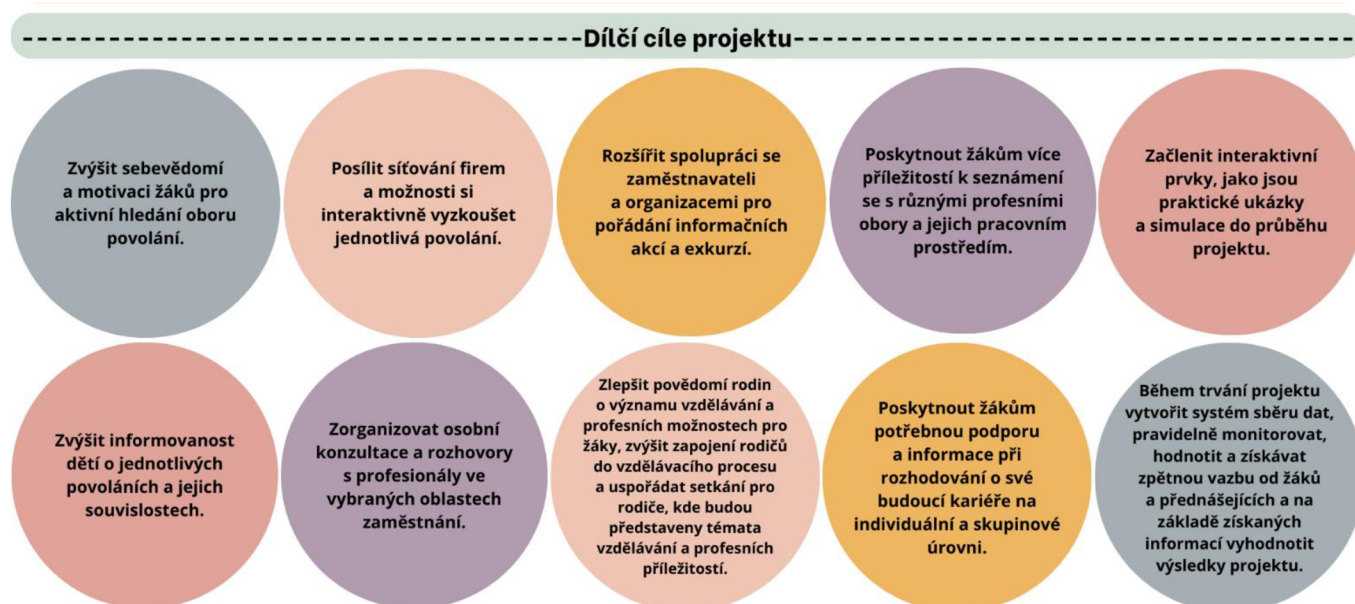 Dílčí cíle projektu
Zvýšit sebevědomí
a motivaci žáků pro
aktivní hledání oboru
povolání.
Posílit síťování firem
a možnosti si
interaktivně vyzkoušet
jednotlivá povolání.
Rozšířit spolupráci se
zaměstnavateli
a organizacemi pro
pořádání informačních
akcí a exkurzí.
Poskytnout žákům více
příležitostí k seznámení
se s různými profesními
obory a jejich pracovním
prostředím.
Začlenit interaktivní
prvky, jako jsou
praktické ukázky
a simulace do průběhu
projektu.
Zvýšit informovanost
dětí o jednotlivých
povoláních a jejich
souvislostech.
Zorganizovat osobní
konzultace a rozhovory
s profesionály ve
vybraných oblastech
zaměstnání.
Zlepšit povědomí rodin
o významu vzdělávání a
profesních možnostech pro
žáky, zvýšit zapojení rodičů
do vzdělávacího procesu
a uspořádat setkání pro
rodiče, kde budou
představeny témata
vzdělávání a profesních
příležitostí.
Poskytnout žákům
potřebnou podporu
a informace při
rozhodování o své
budoucí kariéře na
individuální a skupinové
úrovni.
Během trvání projektu
vytvořit systém sběru dat,
pravidelně monitorovat,
hodnotit a získávat
zpětnou vazbu od žáků
a přednášejících a na
základě získaných
informací vyhodnotit
výsledky projektu.